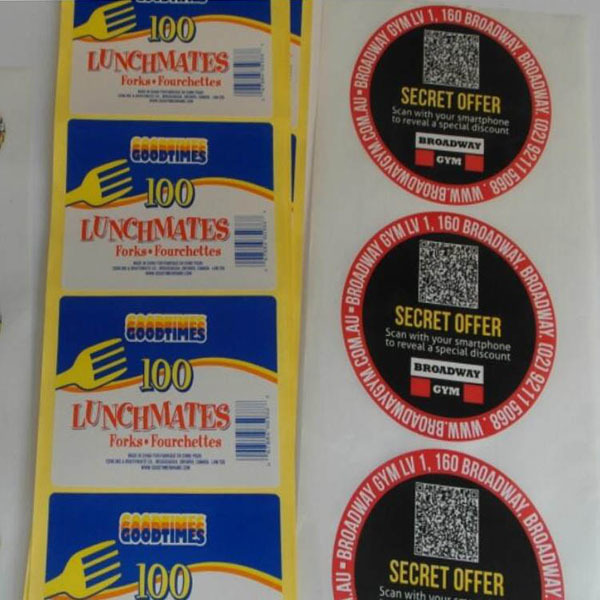 100
LUNCHMATES
Forks • Fourchettes
GOODTIMES
100
LUNCHMATES
Forks • Fourchettes
GOODTIMES
100
LUNCHMATES
Forks • Fourchettes
GOODTIMES
100
BROADWAY GYM LV 1, 160 BROADWAY, BROADWAY. (02) 9211 5068 . WWW.BROADWAYGYM.COM.AU •
SECRET OFFER
Scan with your smartphone
to reveal a special discount
BROADWAY
GYM
BROADWAY GYM LV 1, 160 BROADWAY, BROADWAY. (02) 9211 5068 . WWW.BROADWAYGYM.COM.AU •
SECRET OFFER
Scan with your smartphone
to reveal a special discount
BROADWAY
GYM
.AU • BROADWAY GYM LV 1, 160 BROADWAY, BROADWAY.
SECRET OFFER
Scan with your